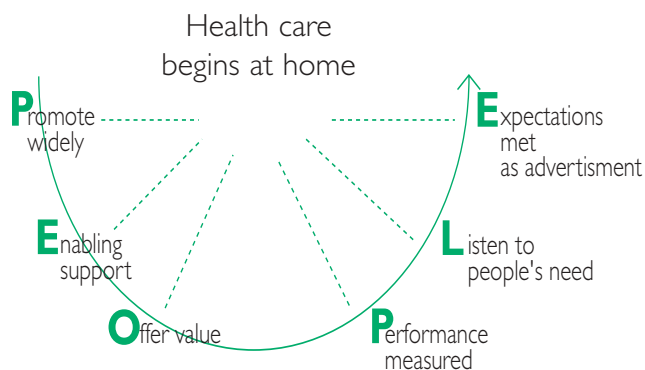 Health care
begins at home
Promote
widely
Enabling
support
Offer value
Performance
measured
Listen to
people's need
Expectations
met
as advertisment